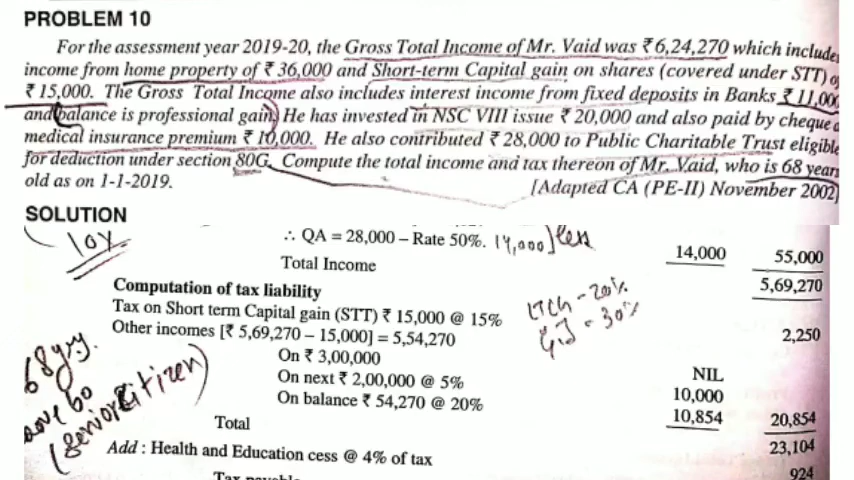 PROBLEM 10
For the assessment year 2019-20, the Gross Total Income of Mr. Vaid was ₹ 6,24,270 which include
income from home property of ₹ 36,000 and Short-term Capital gain on shares (covered under STT) of
₹ 15,000. The Gross Total Income also includes interest income from fixed deposits in Banks ₹ 11,000
and balance is professional gain. He has invested in NSC VIII issue ₹ 20,000 and also paid by cheque a
medical insurance premium ₹ 10,000. He also contributed ₹ 28,000 to Public Charitable Trust eligible
for deduction under section 80G. Compute the total income and tax thereon of Mr. Vaid, who is 68 years
old as on 1-1-2019. [Adapted CA (PE-II) November 2002]
SOLUTION
∴ QA = 28,000 – Rate 50%. 14,000 less 14,000 55,000
Total Income 5,69,270
Computation of tax liability
Tax on Short term Capital gain (STT) ₹ 15,000 @ 15% 2,250
LTCG - 20%
Other incomes [₹ 5,69,270 – 15,000] = 5,54,270
= 30%
On ₹ 3,00,000 NIL
On next ₹ 2,00,000 @ 5% 10,000
On balance ₹ 54,270 @ 20% 10,854 20,854
Total 23,104
Add : Health and Education cess @ 4% of tax 924
Tax payable
68 yrs.
above 60
(Senior Citizen)